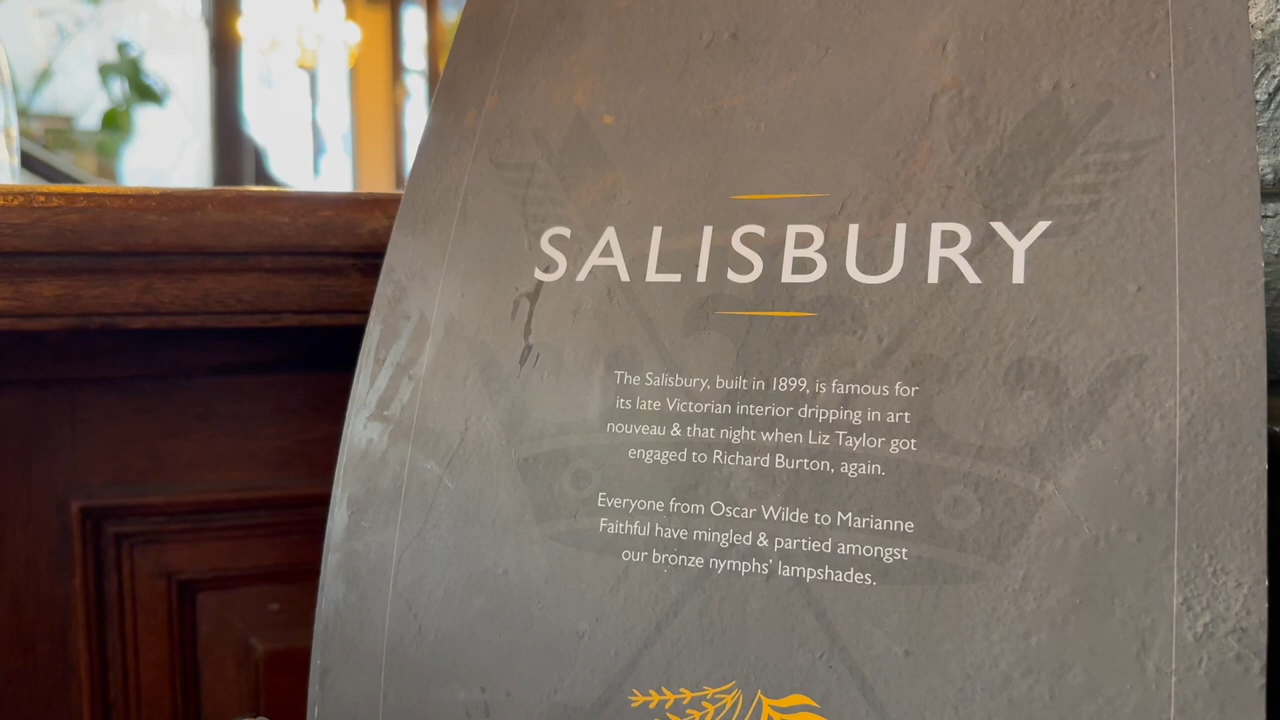 SALISBURY
The Salisbury, built in 1899, is famous for
its late Victorian interior dripping in art
nouveau & that night when Liz Taylor got
engaged to Richard Burton, again.
Everyone from Oscar Wilde to Marianne
Faithful have mingled & partied amongst
our bronze nymphs' lampshades.